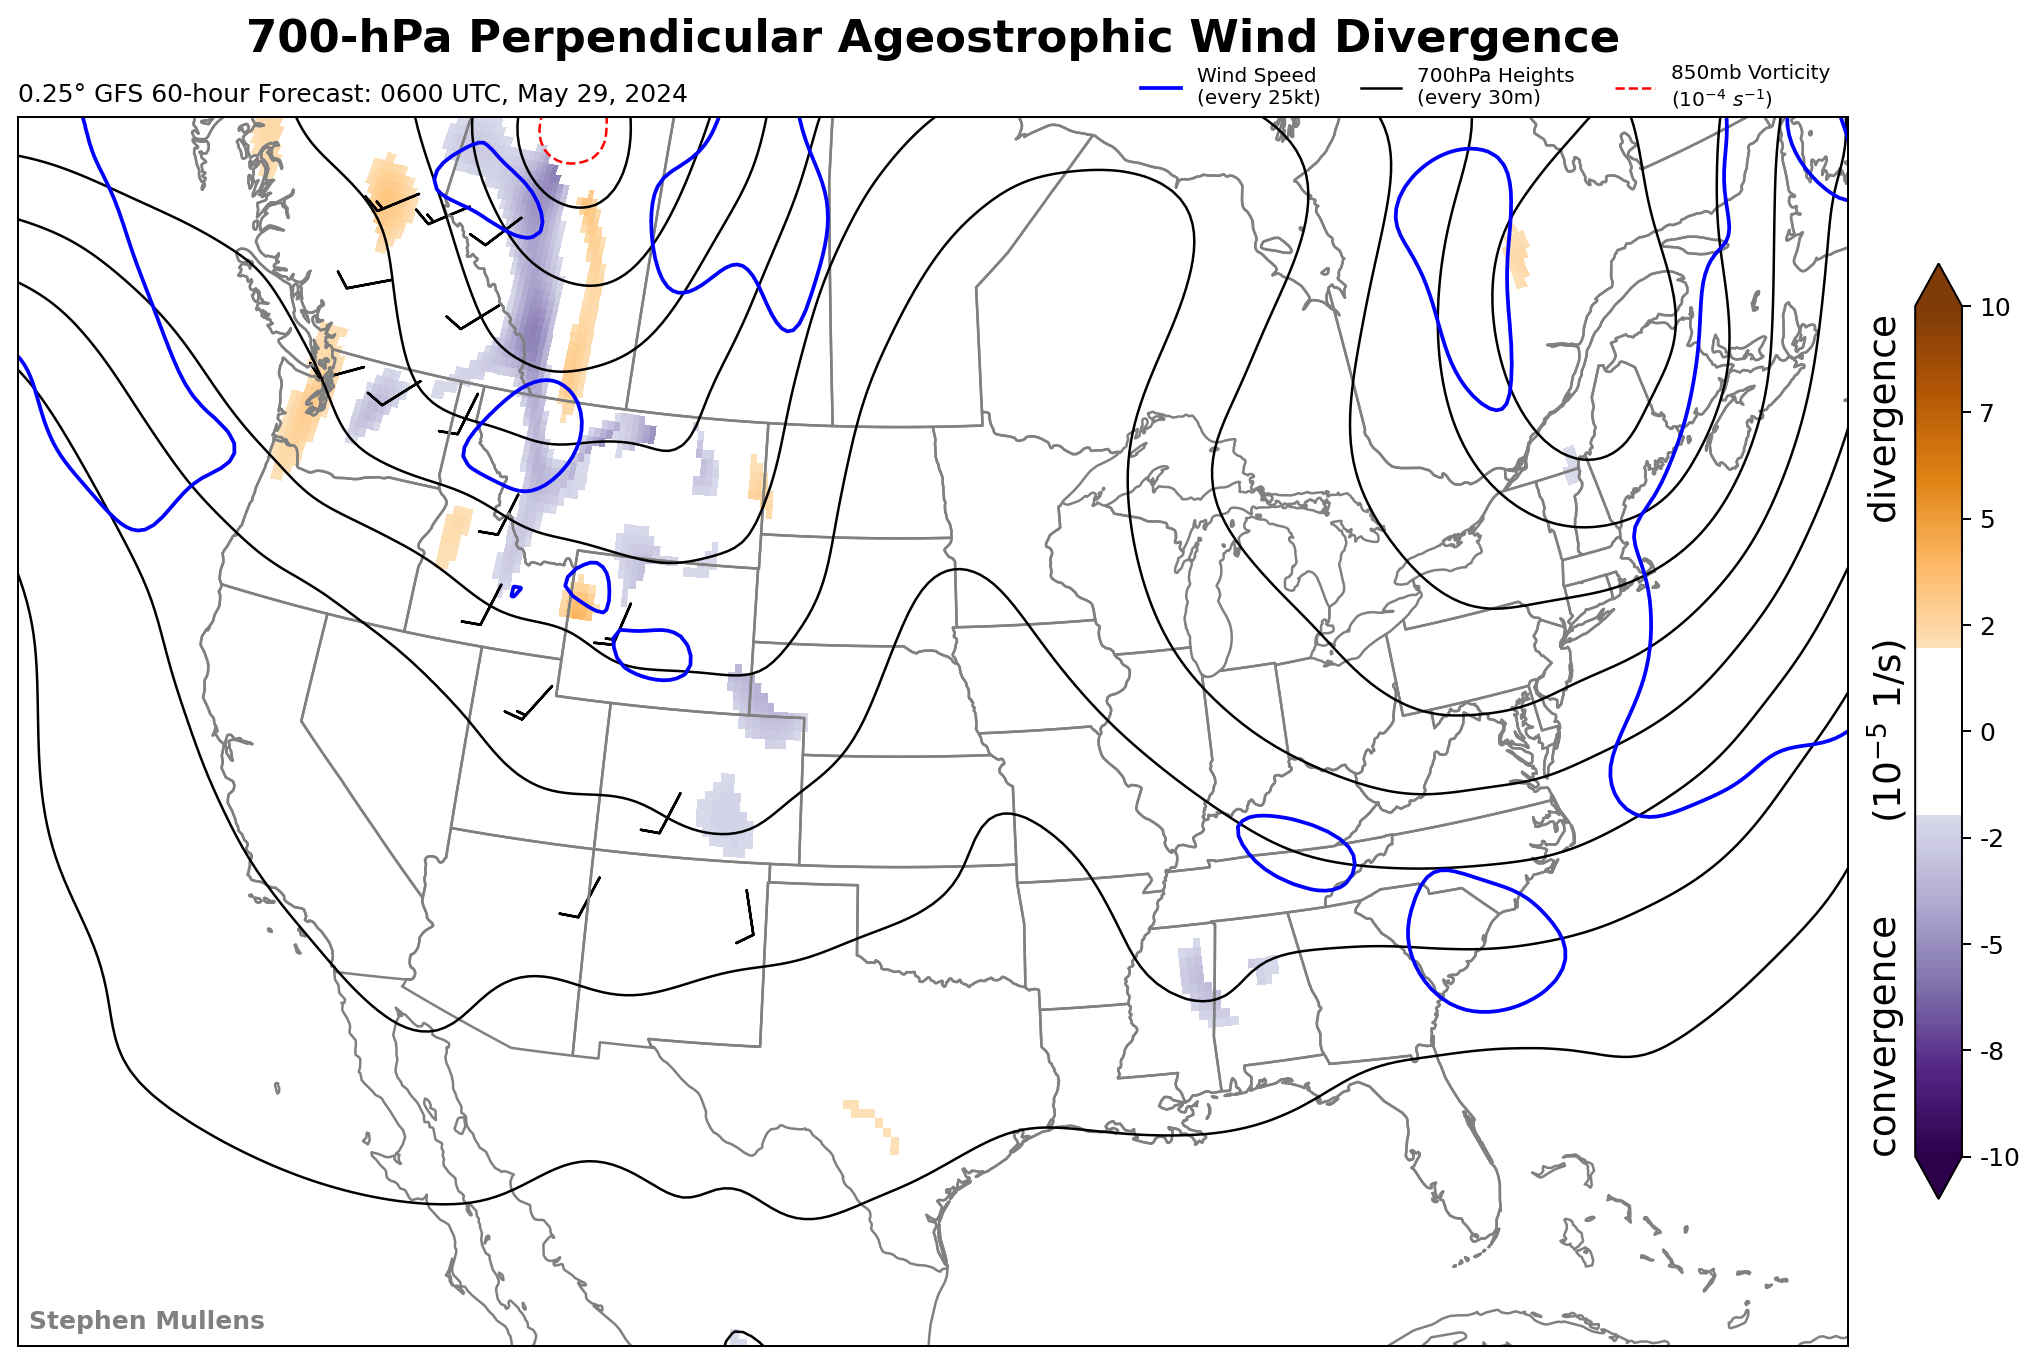 700-hPa Perpendicular Ageostrophic Wind Divergence
0.25° GFS 60-hour Forecast: 0600 UTC, May 29, 2024
Wind Speed
(every 25kt)
700hPa Heights
(every 30m)
850mb Vorticity
(10⁻⁴ s⁻¹)
10
7
5
2
0
-2
-5
-8
-10
convergence (10⁻⁵ 1/s) divergence
Stephen Mullens